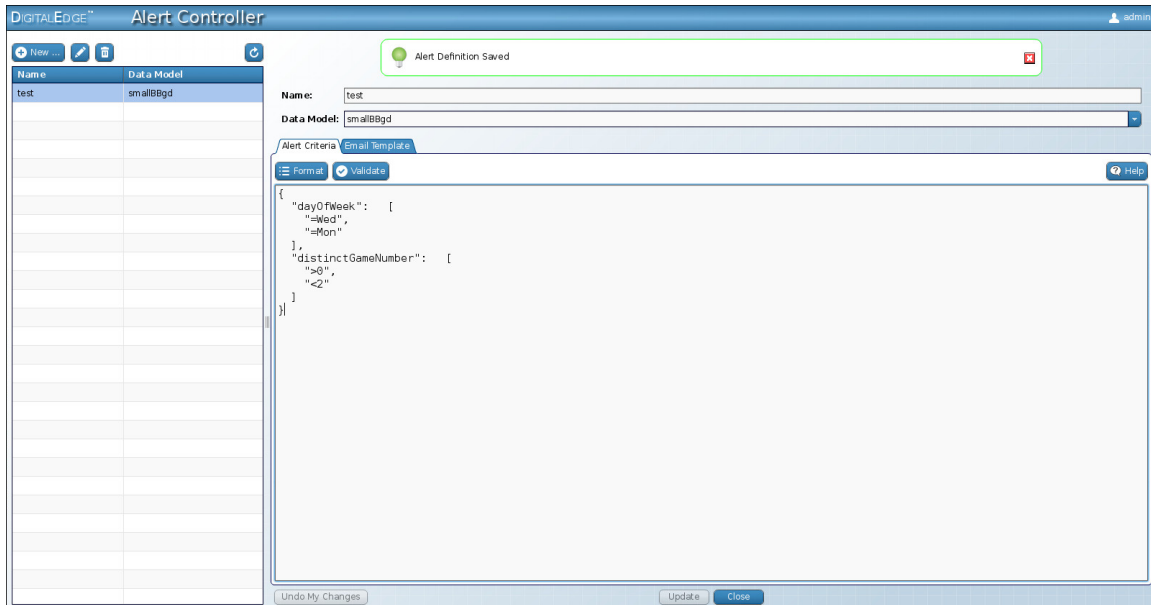 DIGITALEDGE™ Alert Controller admin
New ...
Alert Definition Saved
Name Data Model
test smallBBgd
Name: test
Data Model: smallBBgd
Alert Criteria Email Template
Format Validate Help
{
"dayOfWeek": [
"=Wed",
"=Mon"
],
"distinctGameNumber": [
">0",
"<2"
]
}
Undo My Changes Update Close